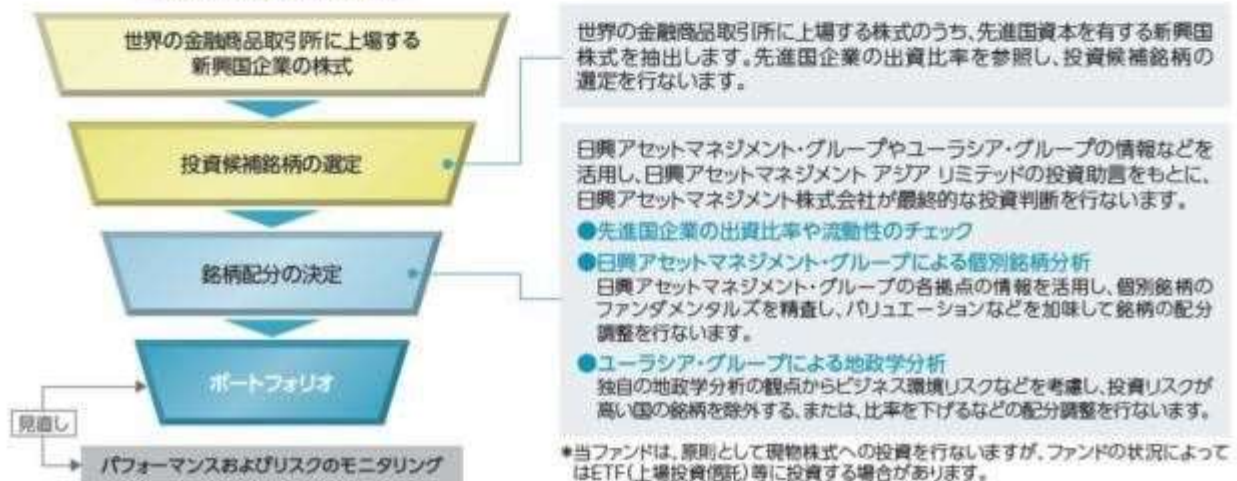 世界の金融商品取引所に上場する
新興国企業の株式
投資候補銘柄の選定
銘柄配分の決定
ポートフォリオ
見直し
パフォーマンスおよびリスクのモニタリング
世界の金融商品取引所に上場する株式のうち、先進国資本を有する新興国
株式を抽出します。先進国企業の出資比率を参照し、投資候補銘柄の
選定を行ないます。
日興アセットマネジメント・グループやユーラシア・グループの情報などを
活用し、日興アセットマネジメント アジア リミテッドの投資助言をもとに、
日興アセットマネジメント株式会社が最終的な投資判断を行ないます。
●先進国企業の出資比率や流動性のチェック
●日興アセットマネジメント・グループによる個別銘柄分析
日興アセットマネジメント・グループの各拠点の情報を活用し、個別銘柄の
ファンダメンタルズを精査し、バリュエーションなどを加味して銘柄の配分
調整を行ないます。
●ユーラシア・グループによる地政学分析
独自の地政学分析の観点からビジネス環境リスクなどを考慮し、投資リスクが
高い国の銘柄を除外する、または、比率を下げるなどの配分調整を行ないます。
*当ファンドは、原則として現物株式への投資を行ないますが、ファンドの状況によって
はETF(上場投資信託)等に投資する場合があります。